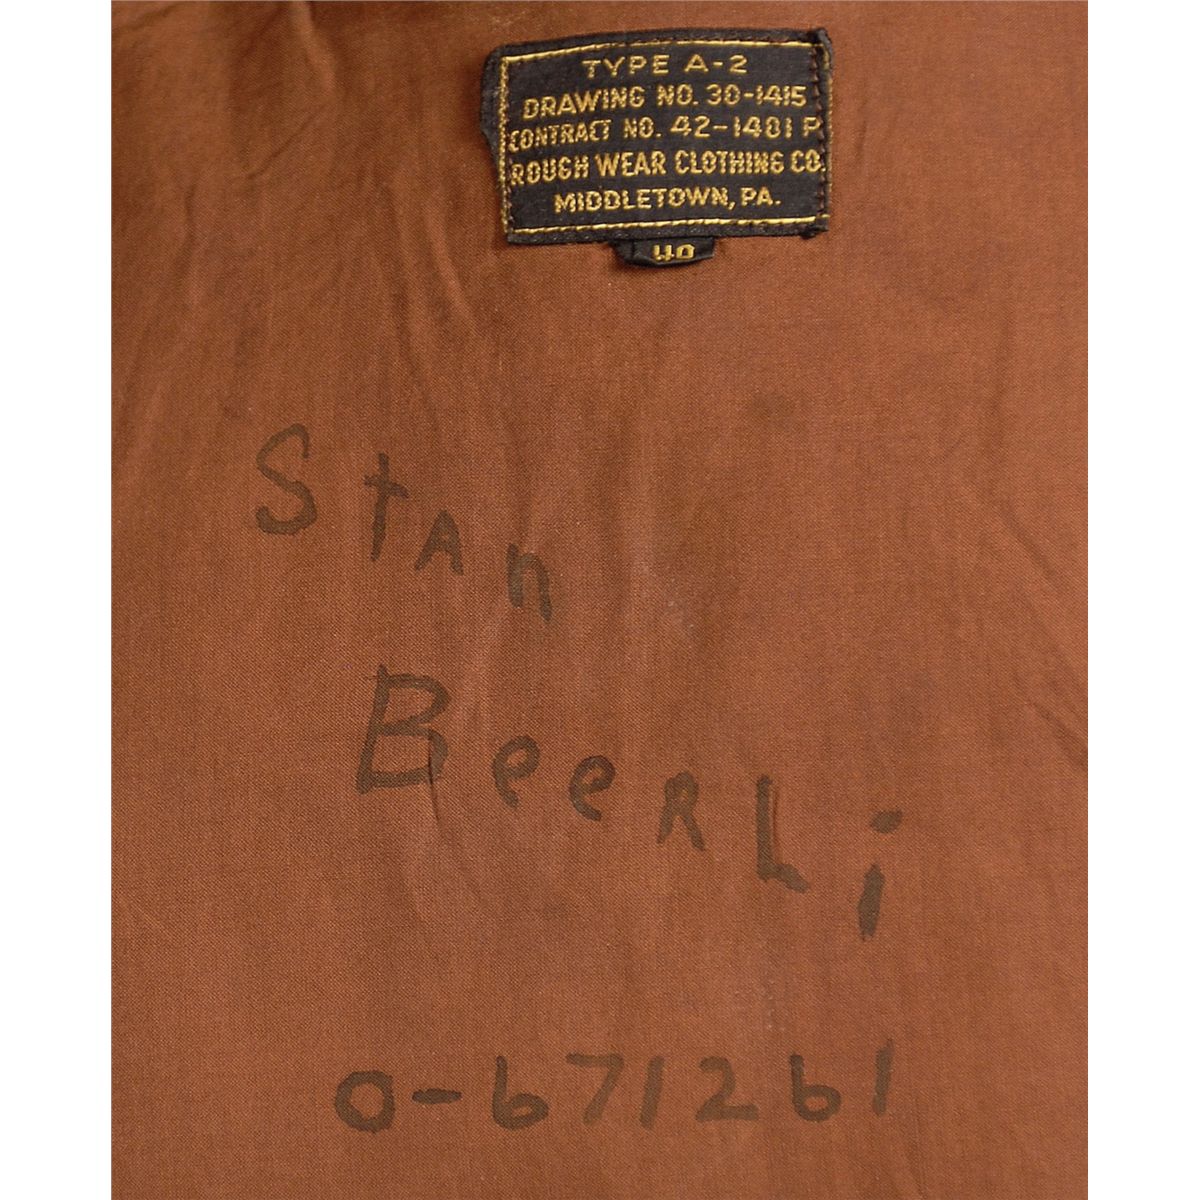 TYPE A-2
DRAWING NO. 30-1415
CONTRACT NO. 42-1401 P
ROUGH WEAR CLOTHING CO.
MIDDLETOWN, PA.
40
Stan
BeerLi
0-671261